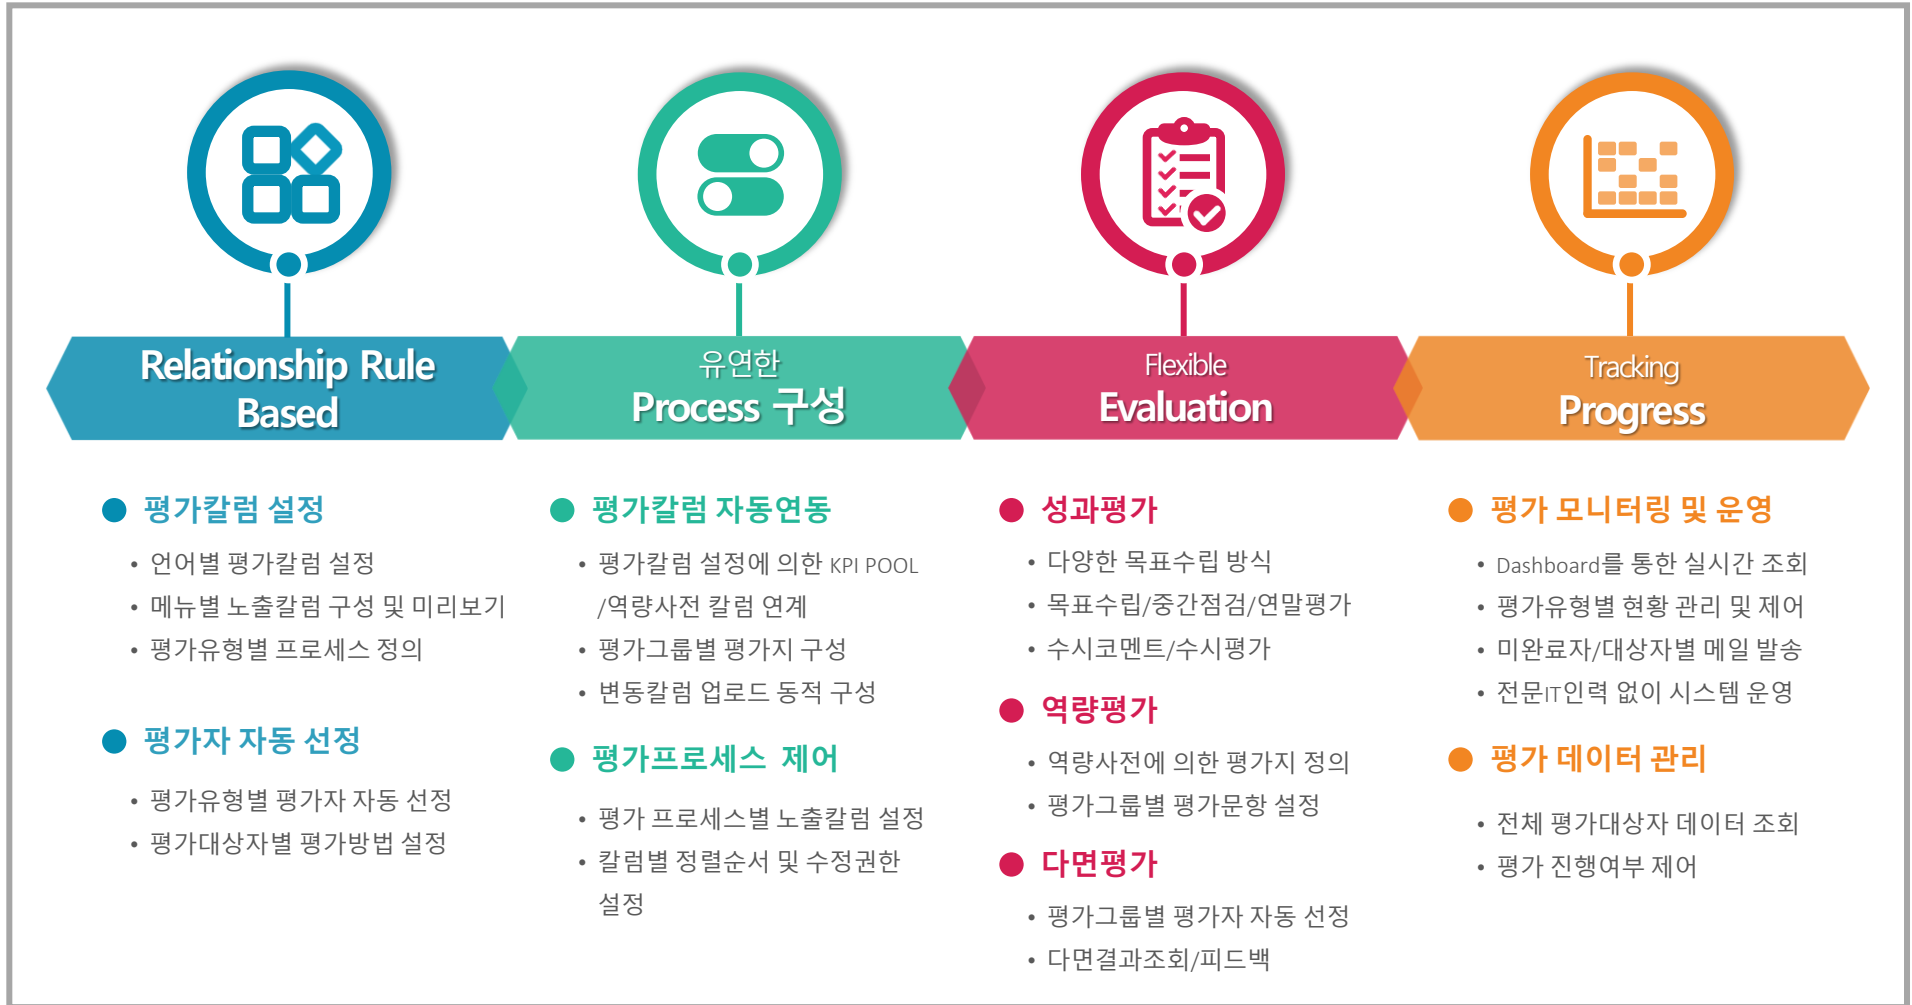 Relationship Rule
Based
유연한
Process 구성
Flexible
Evaluation
Tracking
Progress
평가칼럼 설정
• 언어별 평가칼럼 설정
• 메뉴별 노출칼럼 구성 및 미리보기
• 평가유형별 프로세스 정의
평가자 자동 선정
• 평가유형별 평가자 자동 선정
• 평가대상자별 평가방법 설정
평가칼럼 자동연동
• 평가칼럼 설정에 의한 KPI POOL
/역량사전 칼럼 연계
• 평가그룹별 평가지 구성
• 변동칼럼 업로드 동적 구성
평가프로세스 제어
• 평가 프로세스별 노출칼럼 설정
• 칼럼별 정렬순서 및 수정권한
설정
성과평가
• 다양한 목표수립 방식
• 목표수립/중간점검/연말평가
• 수시코멘트/수시평가
역량평가
• 역량사전에 의한 평가지 정의
• 평가그룹별 평가문항 설정
다면평가
• 평가그룹별 평가자 자동 선정
• 다면결과조회/피드백
평가 모니터링 및 운영
• Dashboard를 통한 실시간 조회
• 평가유형별 현황 관리 및 제어
• 미완료자/대상자별 메일 발송
• 전문IT인력 없이 시스템 운영
평가 데이터 관리
• 전체 평가대상자 데이터 조회
• 평가 진행여부 제어